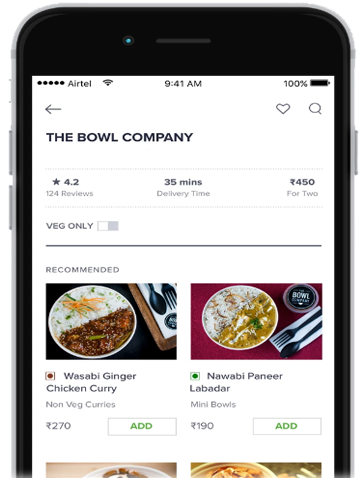 Airtel 9:41 AM 100%
THE BOWL COMPANY
★ 4.2 35 mins ₹450
124 Reviews Delivery Time For Two
VEG ONLY
RECOMMENDED
THE BOWL COMPANY
Wasabi Ginger Chicken Curry
Nawabi Paneer Labadar
Non Veg Curries Mini Bowls
₹270 ADD ₹190 ADD